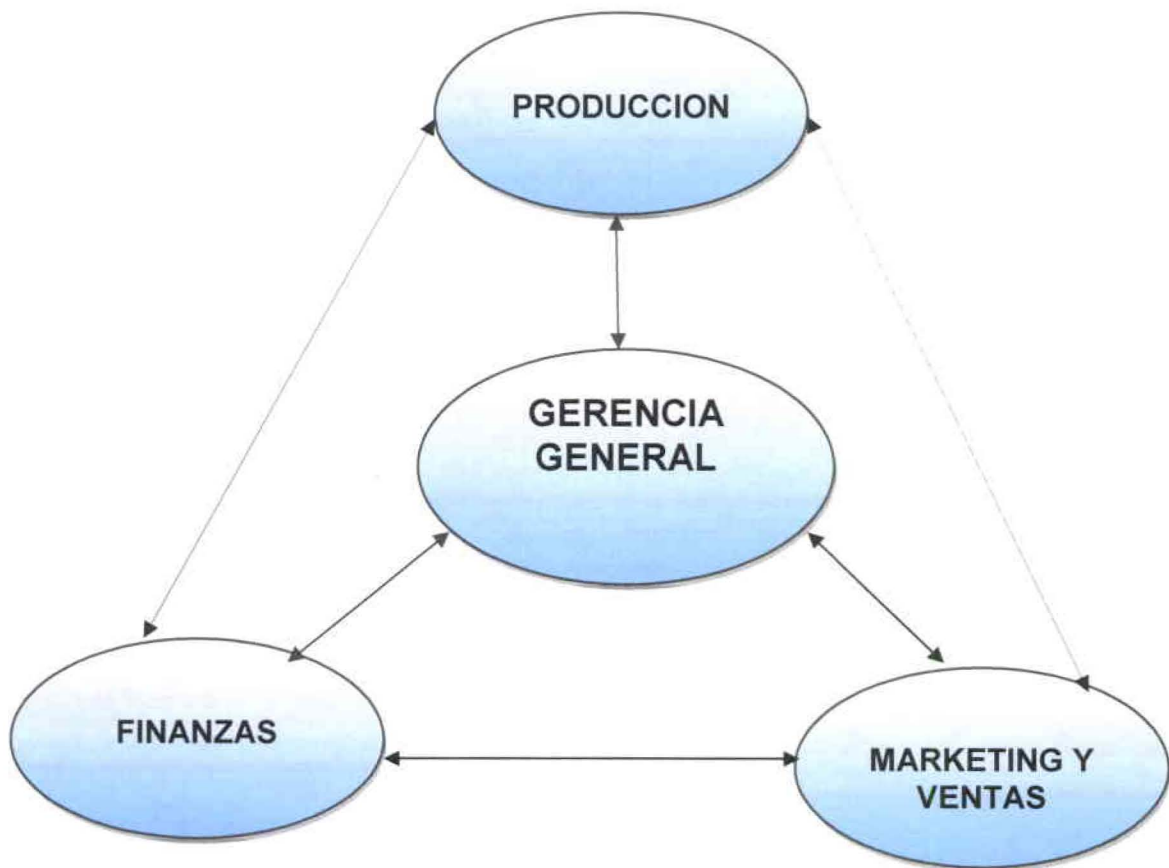 PRODUCCION
GERENCIA
GENERAL
FINANZAS
MARKETING Y
VENTAS